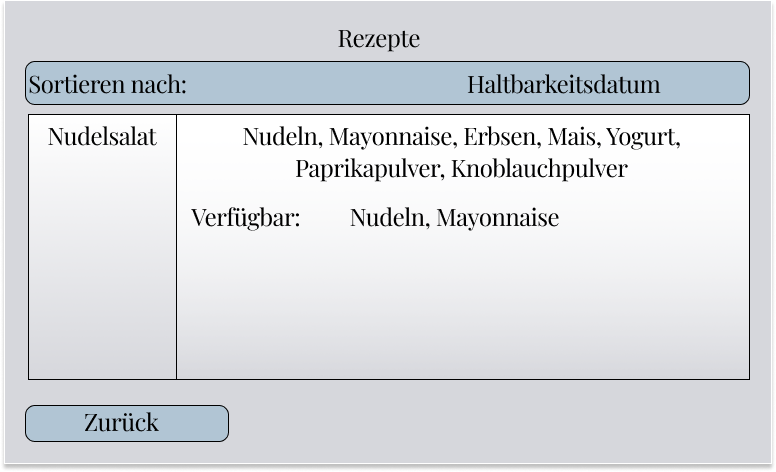 Rezepte
Sortieren nach: Haltbarkeitsdatum
Nudelsalat
Nudeln, Mayonnaise, Erbsen, Mais, Yogurt,
Paprikapulver, Knoblauchpulver
Verfügbar: Nudeln, Mayonnaise
Zurück